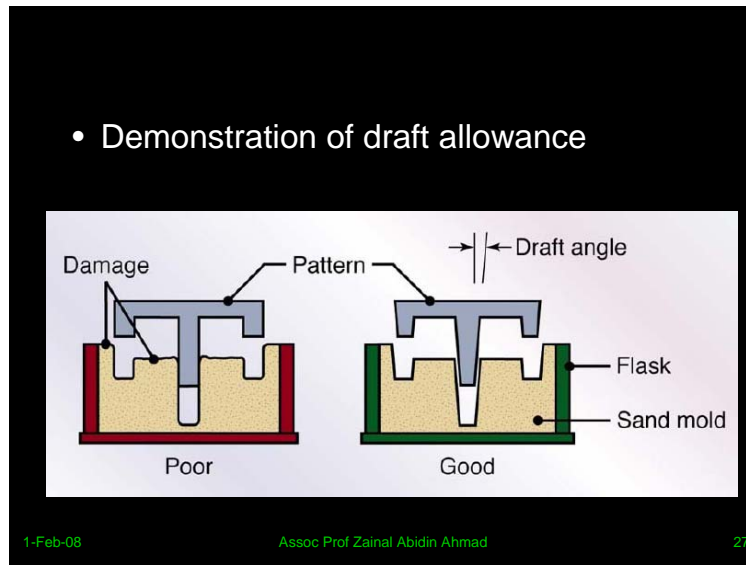 • Demonstration of draft allowance
Draft angle
Damage
Pattern
Flask
Sand mold
Poor
Good
1-Feb-08
Assoc Prof Zainal Abidin Ahmad
27